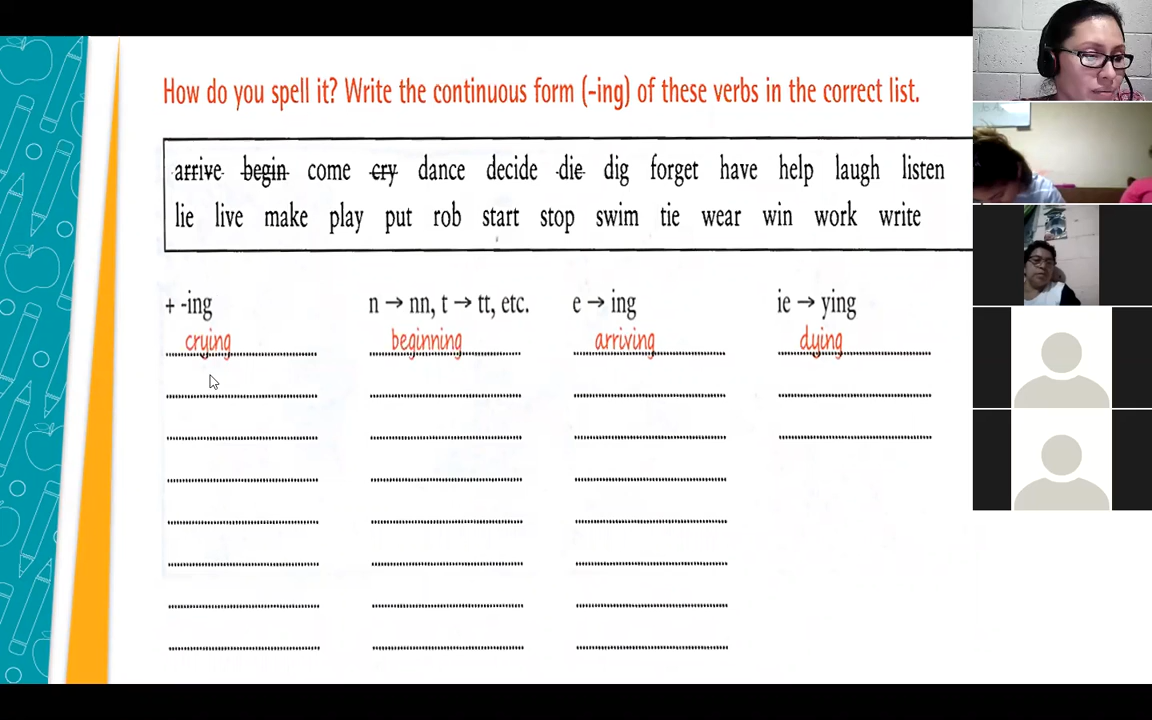 How do you spell it? Write the continuous form (-ing) of these verbs in the correct list.
arrive begin come cry dance decide die dig forget have help laugh listen
lie live make play put rob start stop swim tie wear win work write
+ -ing n → nn, t → tt, etc. e → ing ie → ying
crying beginning arriving dying